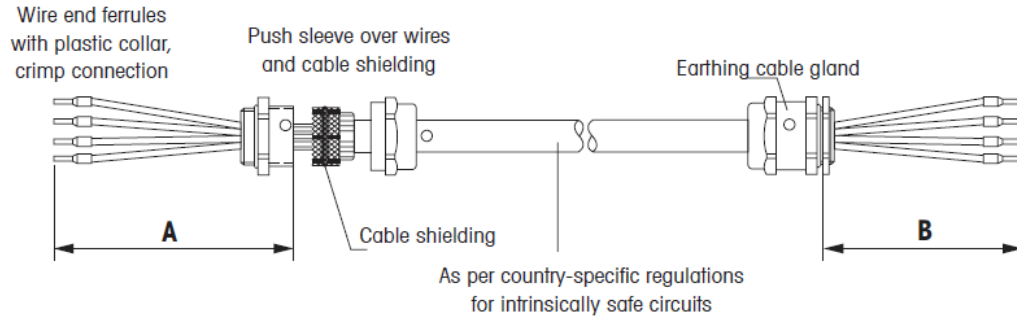 Wire end ferrules
with plastic collar,
crimp connection
Push sleeve over wires
and cable shielding
Earthing cable gland
A
Cable shielding
B
As per country-specific regulations
for intrinsically safe circuits